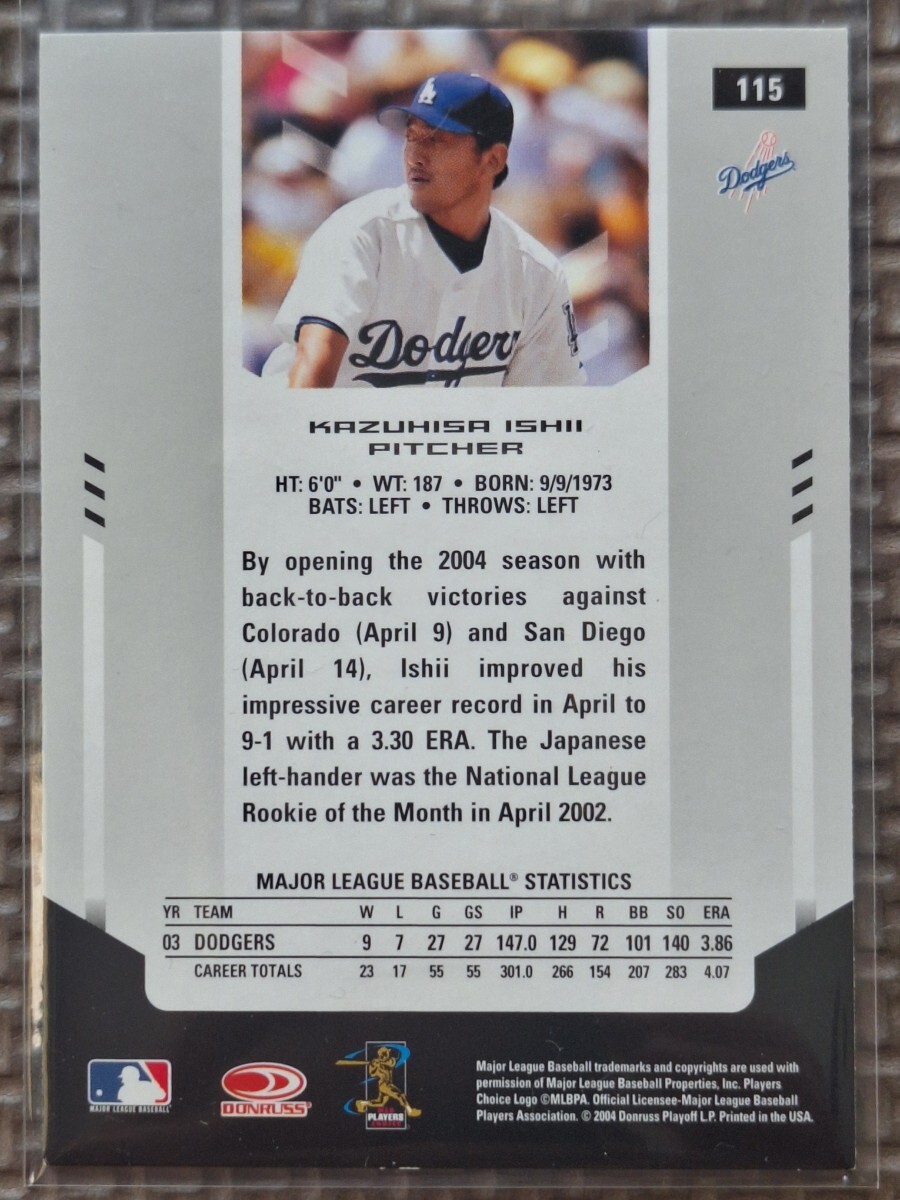 115
LA
Dodgers
Dodgers
KAZUHISA ISHII
PITCHER
HT: 6'0" • WT: 187 • BORN: 9/9/1973
BATS: LEFT • THROWS: LEFT
By opening the 2004 season with
back-to-back victories against
Colorado (April 9) and San Diego
(April 14), Ishii improved his
impressive career record in April to
9-1 with a 3.30 ERA. The Japanese
left-hander was the National League
Rookie of the Month in April 2002.
MAJOR LEAGUE BASEBALL® STATISTICS
YR TEAM W L G GS IP H R BB SO ERA
03 DODGERS 9 7 27 27 147.0 129 72 101 140 3.86
CAREER TOTALS 23 17 55 55 301.0 266 154 207 283 4.07
MAJOR LEAGUE BASEBALL
DONRUSS
PLAYERS
CHOICE
Major League Baseball trademarks and copyrights are used with
permission of Major League Baseball Properties, Inc. Players
Choice Logo ©MLBPA. Official Licensee-Major League Baseball
Players Association. © 2004 Donruss Playoff L.P. Printed in the USA.